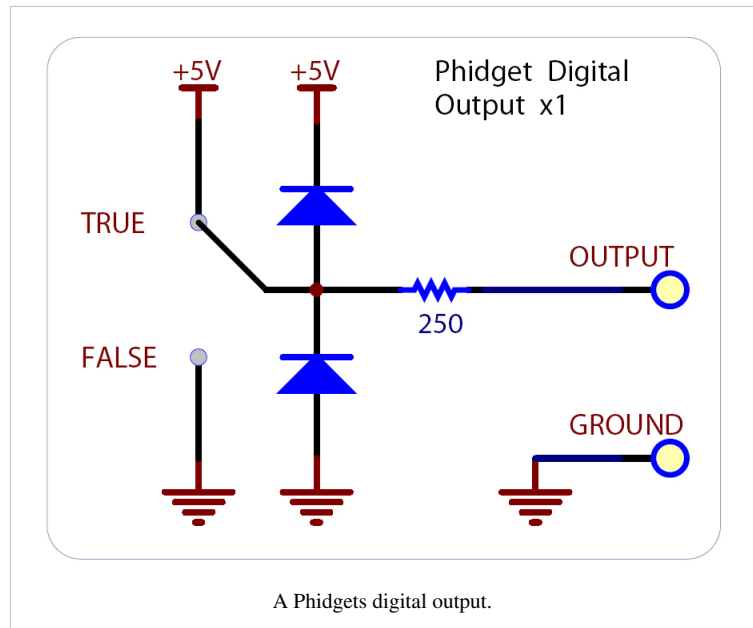 +5V +5V
Phidget Digital
Output x1
TRUE
OUTPUT
250
FALSE
GROUND
A Phidgets digital output.